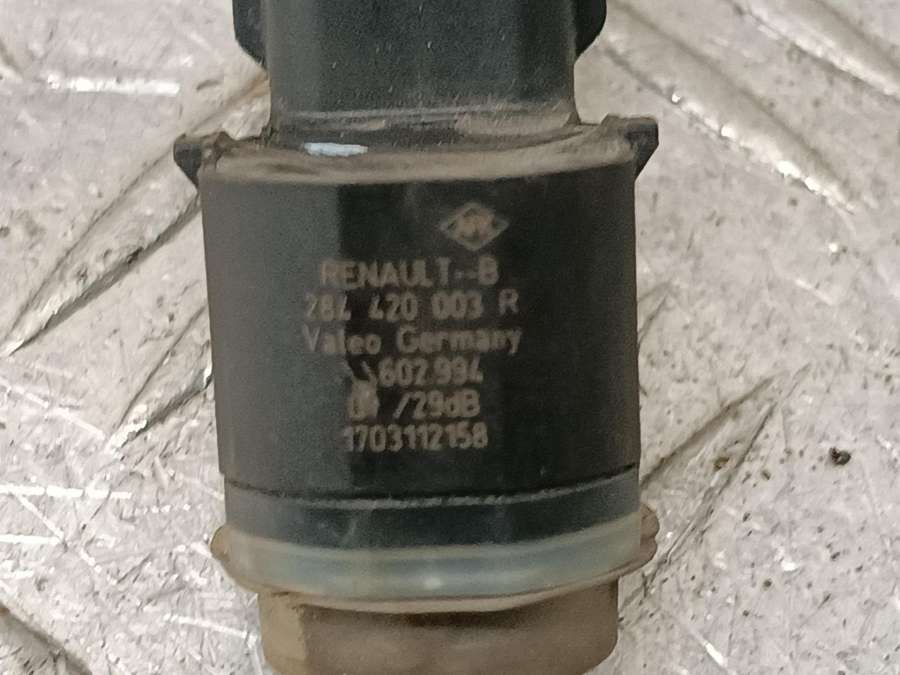 RENAULT--B
284 420 003 R
Valeo Germany
602.994
/29dB
1703112158